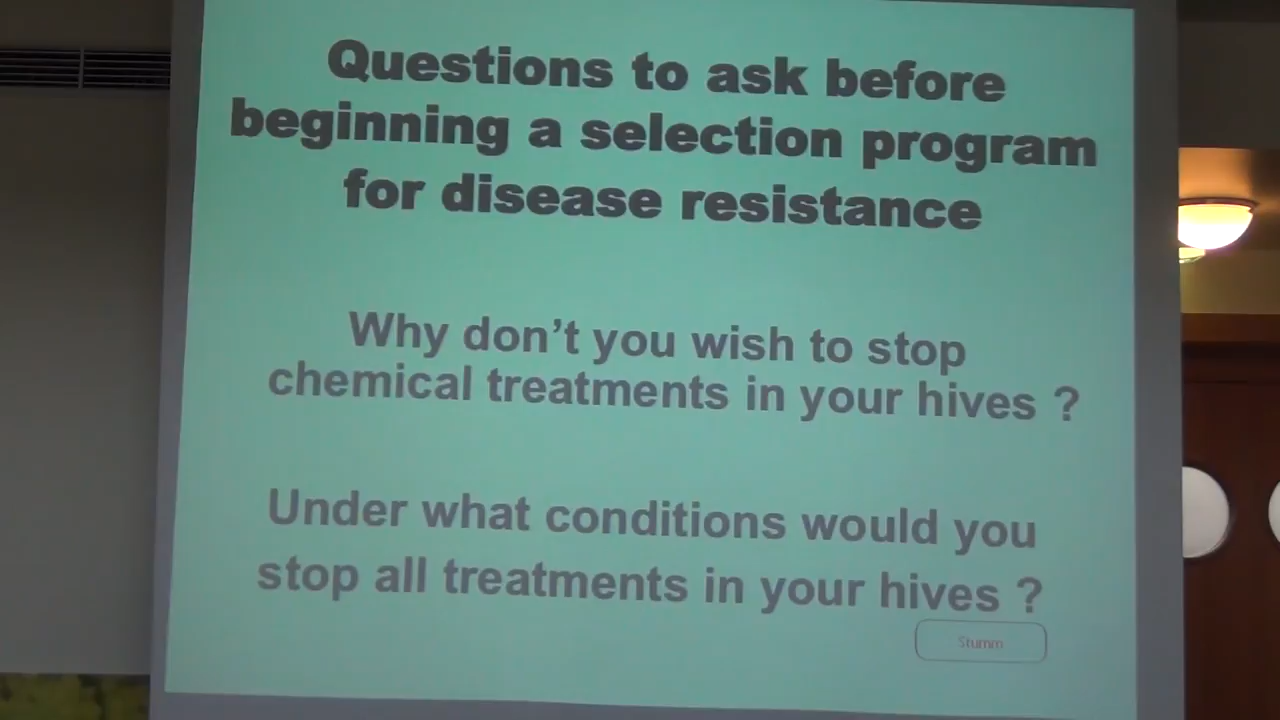 Questions to ask before
beginning a selection program
for disease resistance
Why don't you wish to stop
chemical treatments in your hives ?
Under what conditions would you
stop all treatments in your hives ?
Stumm